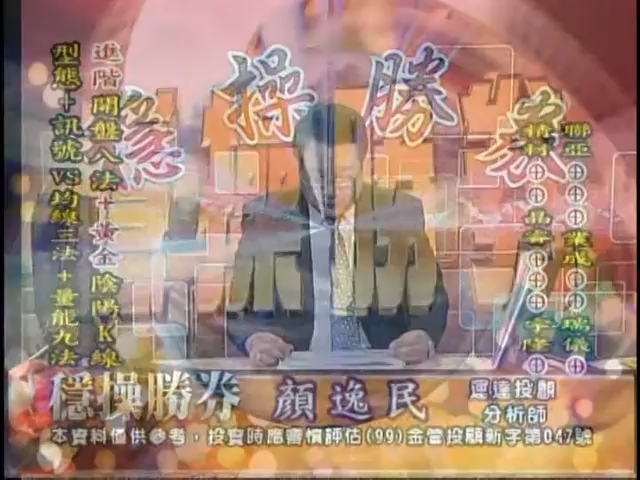 穩操勝券
聯亞⊕⊕⊕業成⊕⊕瑞儀⊕
精材⊕⊕晶睿⊕⊕⊕宇隆⊕
進階開盤八法+黃金陰陽K線
型態+訊號VS均線三法+量能九法
穩操勝券 顏逸民
運達投顧
分析師
本資料僅供參考，投資時應審慎評估(99)金管投顧新字第047號